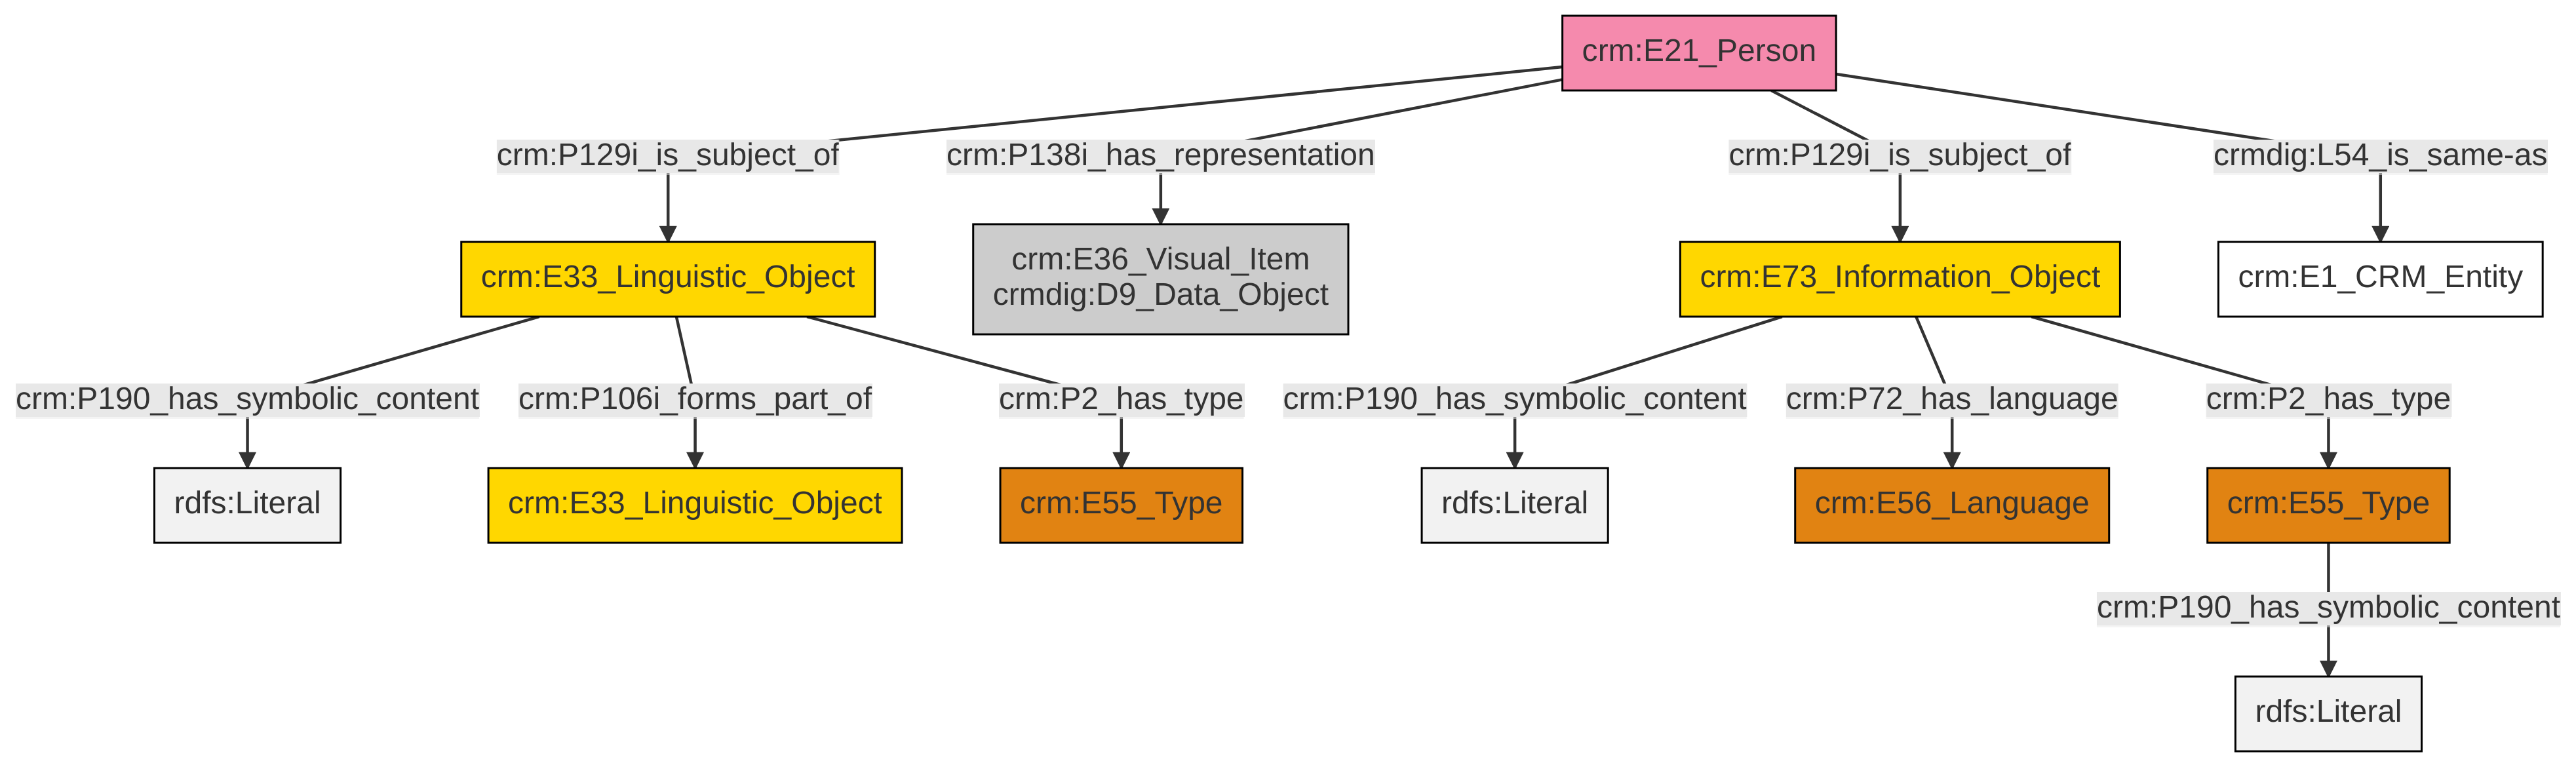 crm:E21_Person
crm:P129i_is_subject_of
crm:P138i_has_representation
crm:P129i_is_subject_of
crmdig:L54_is_same-as
crm:E33_Linguistic_Object
crm:E36_Visual_Item
crmdig:D9_Data_Object
crm:E73_Information_Object
crm:E1_CRM_Entity
crm:P190_has_symbolic_content
crm:P106i_forms_part_of
crm:P2_has_type
crm:P190_has_symbolic_content
crm:P72_has_language
crm:P2_has_type
rdfs:Literal
crm:E33_Linguistic_Object
crm:E55_Type
rdfs:Literal
crm:E56_Language
crm:E55_Type
crm:P190_has_symbolic_content
rdfs:Literal